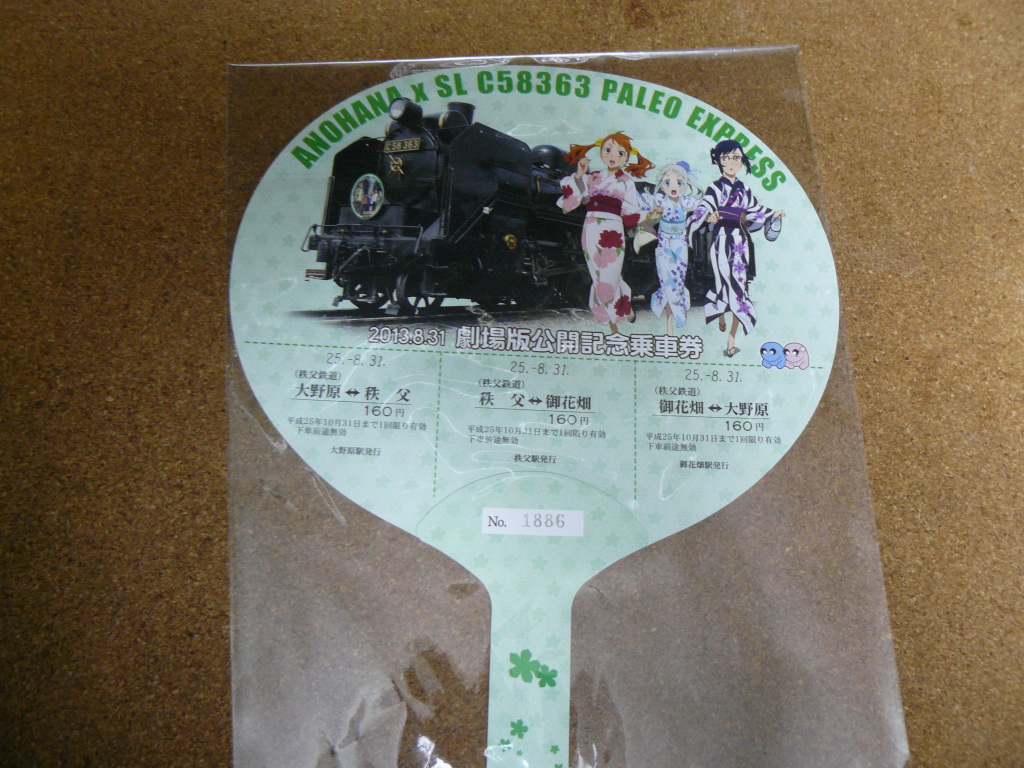 ANOHANA x SL C58363 PALEO EXPRESS
C58 363
2013.8.31 劇場版公開記念乗車券
25.-8.31.
(秩父鉄道)
大野原⇔秩 父
160円
平成25年10月31日まで1回限り有効
下車前途無効
大野原駅発行
25.-8.31.
(秩父鉄道)
秩 父⇔御花畑
160円
平成25年10月31日まで1回限り有効
下車前途無効
秩父駅発行
25.-8.31.
(秩父鉄道)
御花畑⇔大野原
160円
平成25年10月31日まで1回限り有効
下車前途無効
御花畑駅発行
No. 1886